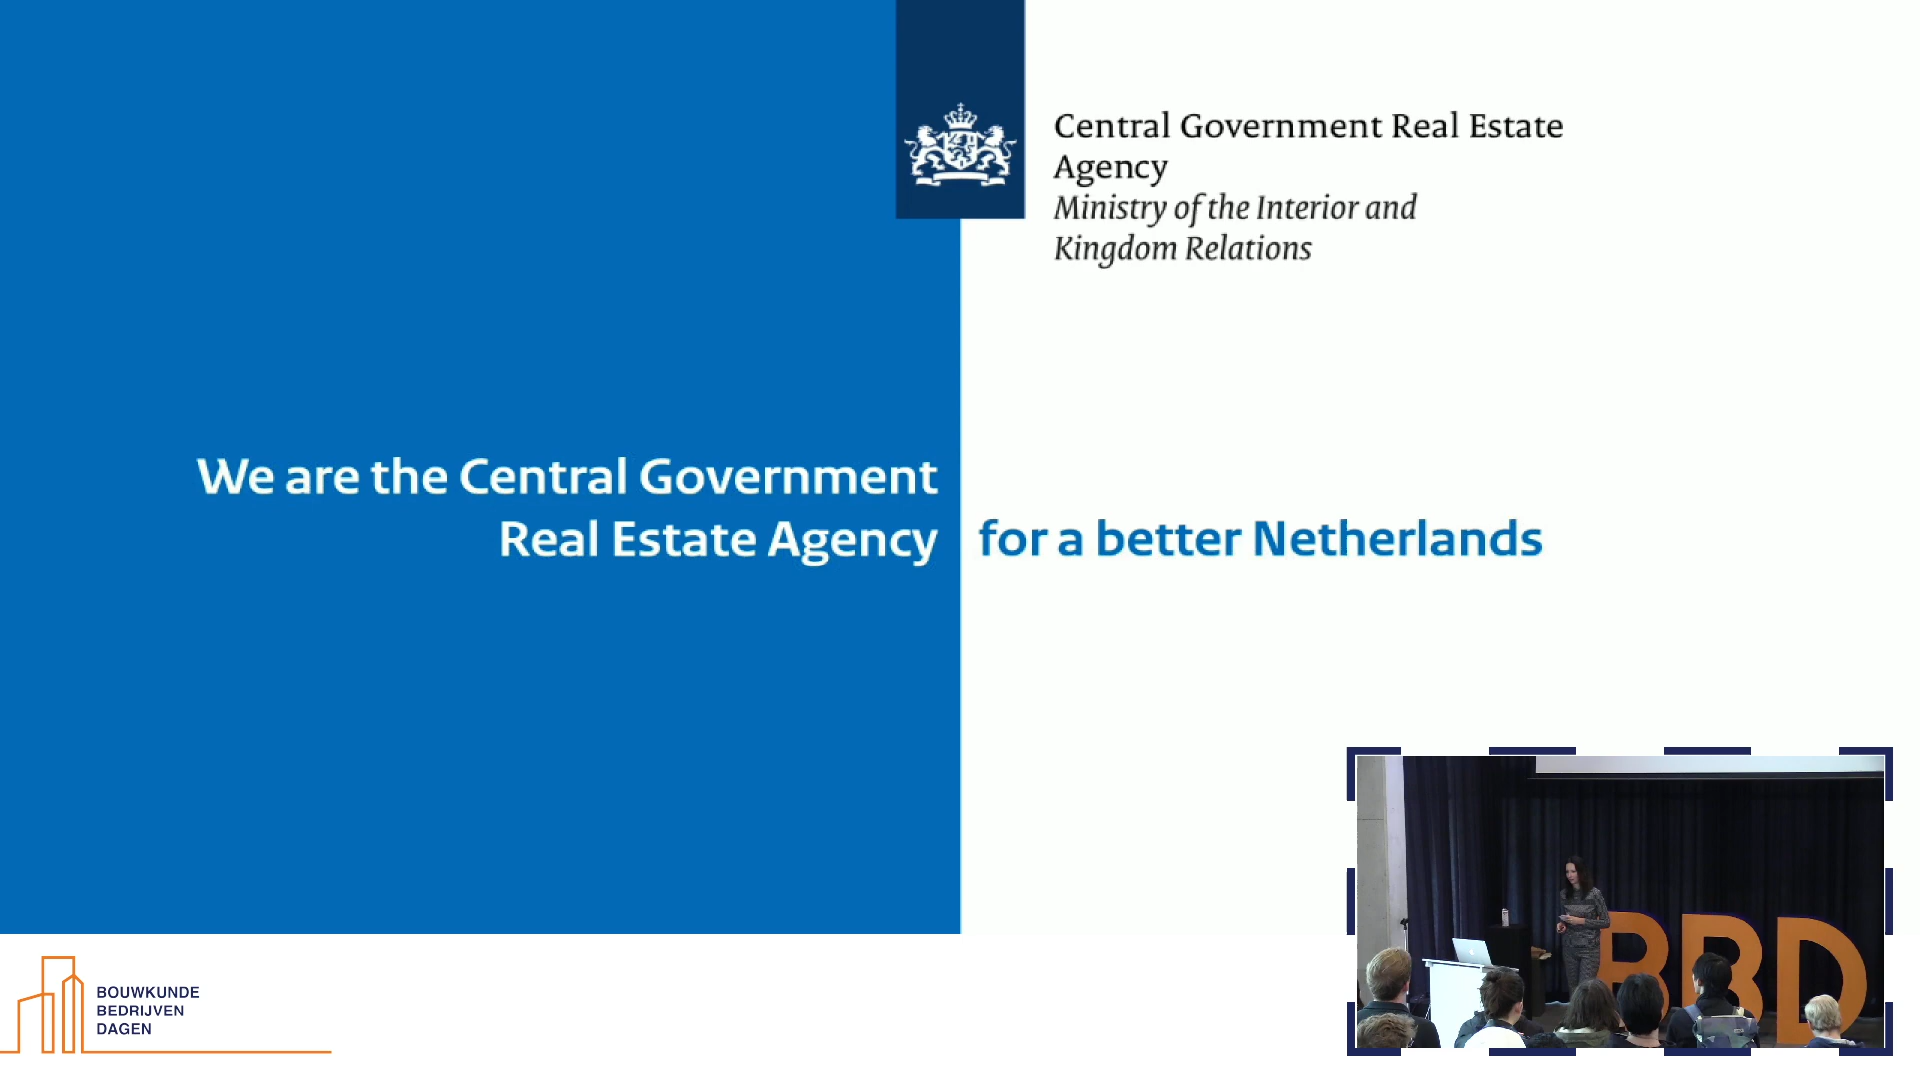 Central Government Real Estate
Agency
Ministry of the Interior and
Kingdom Relations
We are the Central Government
Real Estate Agency for a better Netherlands
BOUWKUNDE
BEDRIJVEN
DAGEN
BBD